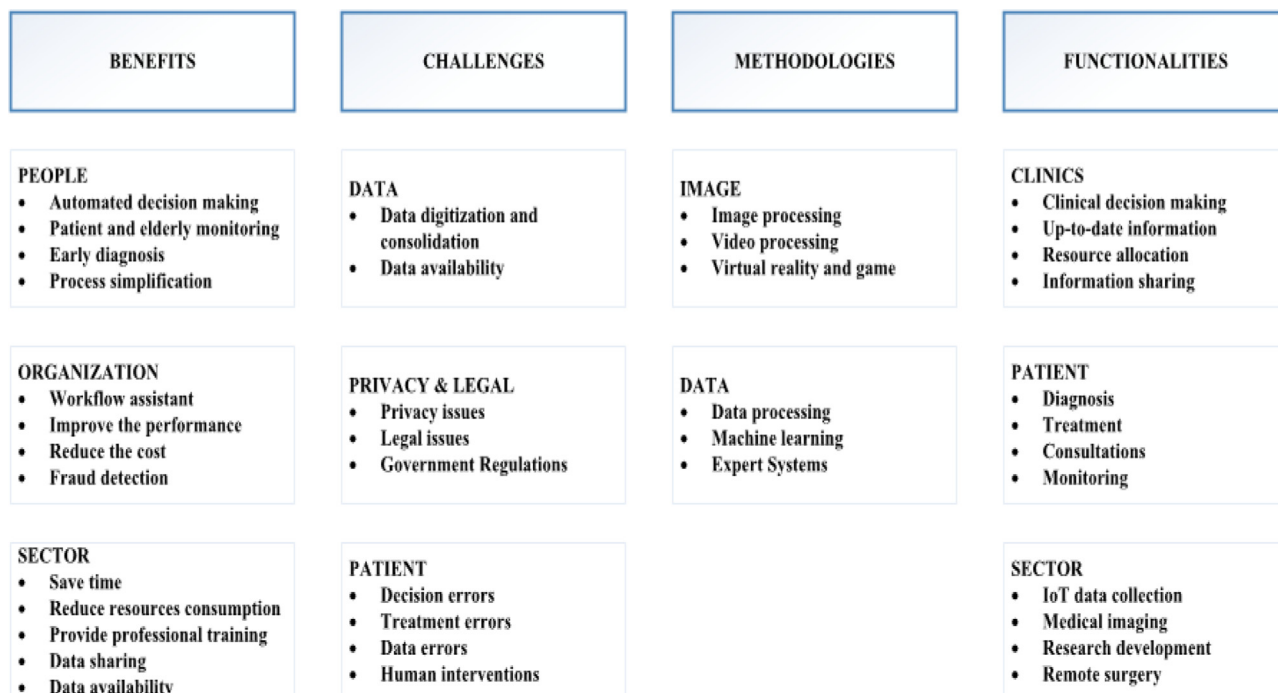 BENEFITS
CHALLENGES
METHODOLOGIES
FUNCTIONALITIES
PEOPLE
• Automated decision making
• Patient and elderly monitoring
• Early diagnosis
• Process simplification
DATA
• Data digitization and
consolidation
• Data availability
IMAGE
• Image processing
• Video processing
• Virtual reality and game
CLINICS
• Clinical decision making
• Up-to-date information
• Resource allocation
• Information sharing
ORGANIZATION
• Workflow assistant
• Improve the performance
• Reduce the cost
• Fraud detection
PRIVACY & LEGAL
• Privacy issues
• Legal issues
• Government Regulations
DATA
• Data processing
• Machine learning
• Expert Systems
PATIENT
• Diagnosis
• Treatment
• Consultations
• Monitoring
SECTOR
• Save time
• Reduce resources consumption
• Provide professional training
• Data sharing
• Data availability
PATIENT
• Decision errors
• Treatment errors
• Data errors
• Human interventions
SECTOR
• IoT data collection
• Medical imaging
• Research development
• Remote surgery